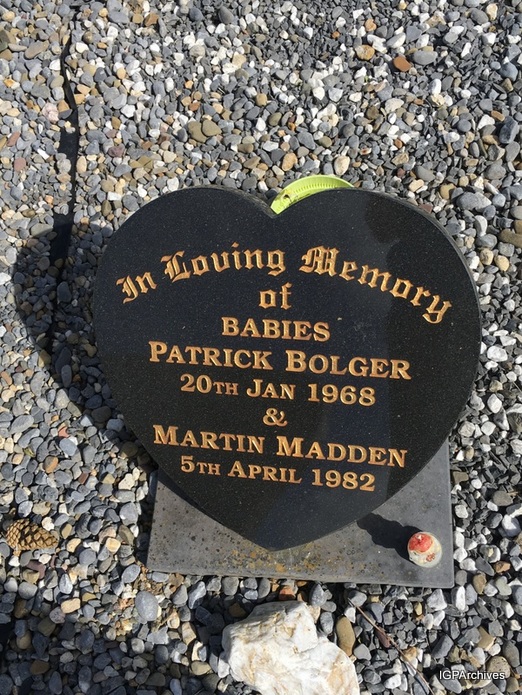 In Loving Memory
of
BABIES
PATRICK BOLGER
20TH JAN 1968
&
MARTIN MADDEN
5TH APRIL 1982
IGPArchives